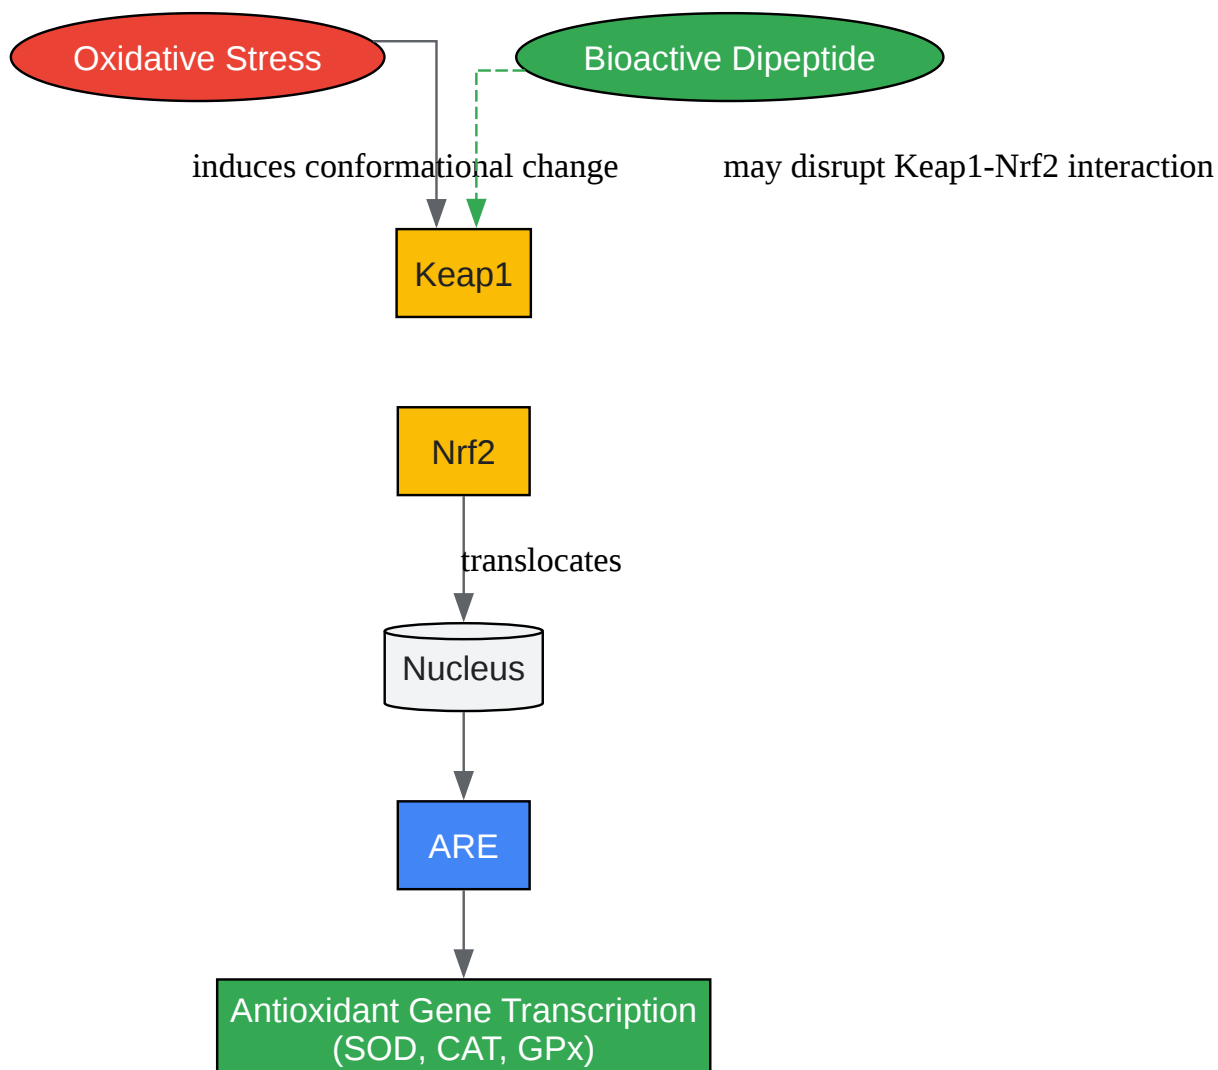 Oxidative Stress
Bioactive Dipeptide
induces conformational change
may disrupt Keap1-Nrf2 interaction
Keap1
Nrf2
translocates
Nucleus
ARE
Antioxidant Gene Transcription
(SOD, CAT, GPx)